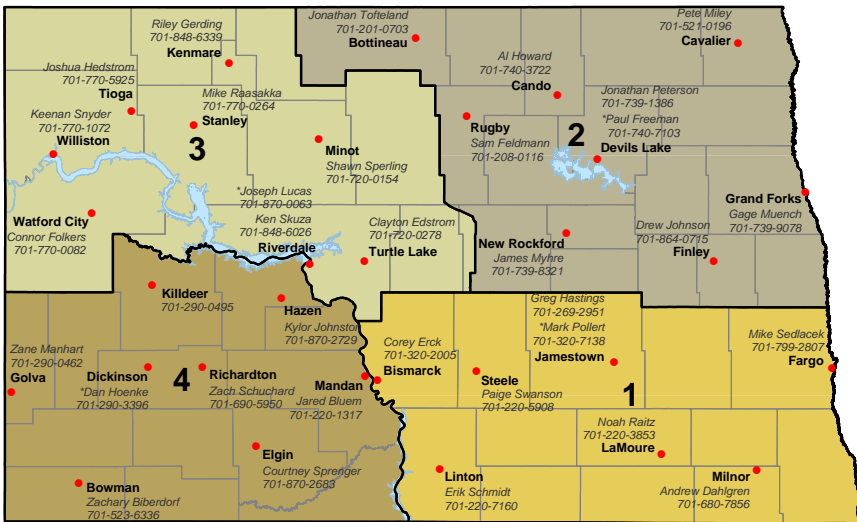 Riley Gerding
701-848-6339
Kenmare
Joshua Hedstrom
701-770-5925
Tioga
Mike Raasakka
701-770-0264
Stanley
Keenan Snyder
701-770-1072
Williston
3
Minot
Shawn Sperling
701-720-0154
*Joseph Lucas
701-870-0063
Ken Skuza
701-848-6026
Riverdale
Watford City
Connor Folkers
701-770-0082
Clayton Edstrom
701-720-0278
Turtle Lake
Jonathan Tofteland
701-201-0703
Bottineau
Pete Miley
701-521-0196
Cavalier
Al Howard
701-740-3722
Cando
Jonathan Peterson
701-739-1386
*Paul Freeman
701-740-7103
Devils Lake
2
Rugby
Sam Feldmann
701-208-0116
Grand Forks
Gage Muench
701-739-9078
Drew Johnson
701-864-0715
Finley
New Rockford
James Myhre
701-739-8321
Killdeer
701-290-0495
Hazen
Kylor Johnston
701-870-2729
Zane Manhart
701-290-0462
Golva
Dickinson
*Dan Hoenke
701-290-3396
4
Richardton
Zach Schuchard
701-690-5950
Mandan
Jared Bluem
701-220-1317
Elgin
Courtney Sprenger
701-870-2683
Bowman
Zachary Biberdorf
701-523-6336
Corey Erck
701-320-2005
Bismarck
Greg Hastings
701-269-2951
*Mark Pollert
701-320-7138
Jamestown
Mike Sedlacek
701-799-2807
Fargo
Steele
Paige Swanson
701-220-5908
1
Noah Raitz
701-220-3853
LaMoure
Linton
Erik Schmidt
701-220-7160
Milnor
Andrew Dahlgren
701-680-7856